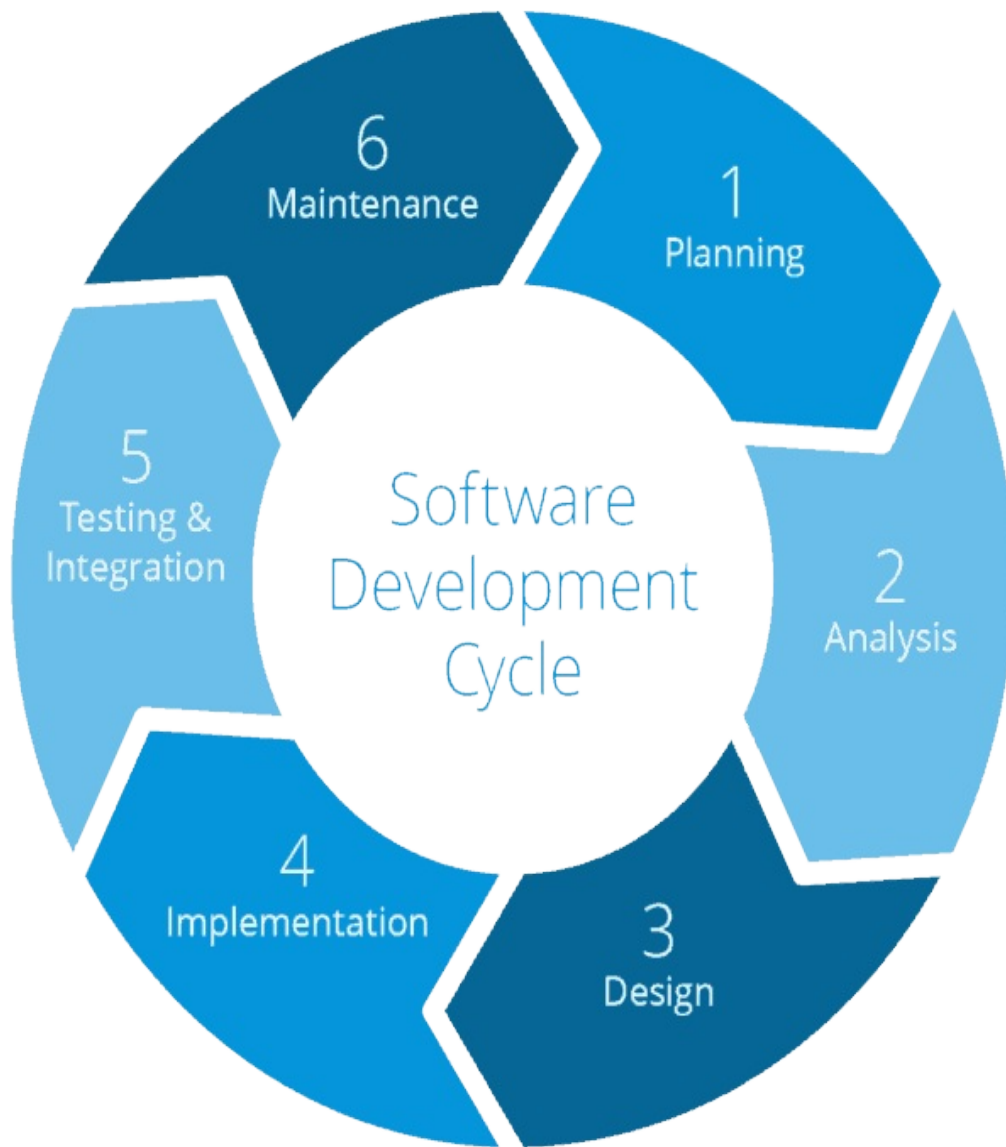 Software
Development
Cycle
1
Planning
2
Analysis
3
Design
4
Implementation
5
Testing &
Integration
6
Maintenance